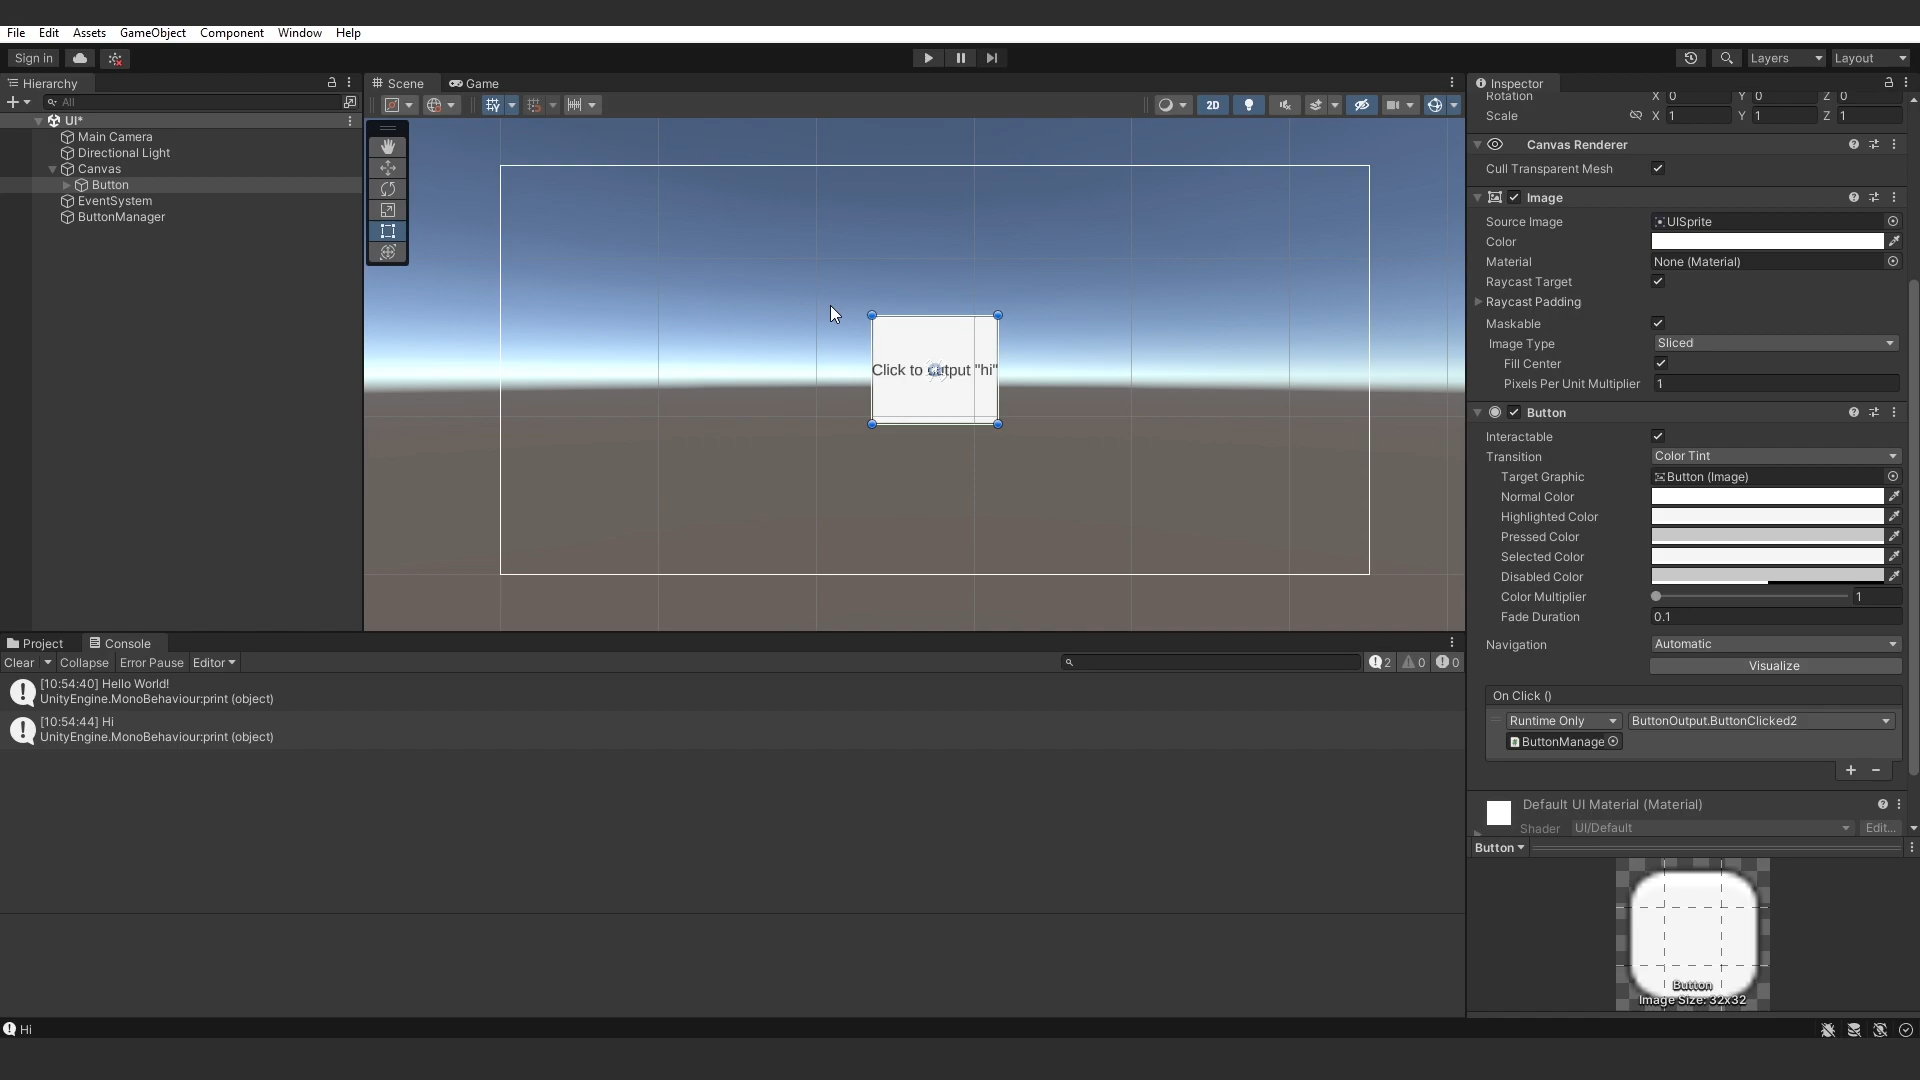 File Edit Assets GameObject Component Window Help
Sign in
Layers
Layout
Hierarchy
All
UI*
Main Camera
Directional Light
Canvas
Button
EventSystem
ButtonManager
Scene Game
2D
Click to
tput "hi"
Project Console
Clear Collapse Error Pause Editor
2 0 0
[10:54:40] Hello World!
UnityEngine.MonoBehaviour:print (object)
[10:54:44] Hi
UnityEngine.MonoBehaviour:print (object)
Hi
Inspector
Rotation X 0 Y 0 Z 0
Scale X 1 Y 1 Z 1
Canvas Renderer
Cull Transparent Mesh
Image
Source Image UISprite
Color
Material None (Material)
Raycast Target
Raycast Padding
Maskable
Image Type Sliced
Fill Center
Pixels Per Unit Multiplier 1
Button
Interactable
Transition Color Tint
Target Graphic Button (Image)
Normal Color
Highlighted Color
Pressed Color
Selected Color
Disabled Color
Color Multiplier 1
Fade Duration 0.1
Navigation Automatic
Visualize
On Click ()
Runtime Only ButtonOutput.ButtonClicked2
ButtonManage
+ −
Default UI Material (Material)
Shader UI/Default Edit...
Button
Button
Image Size: 32x32